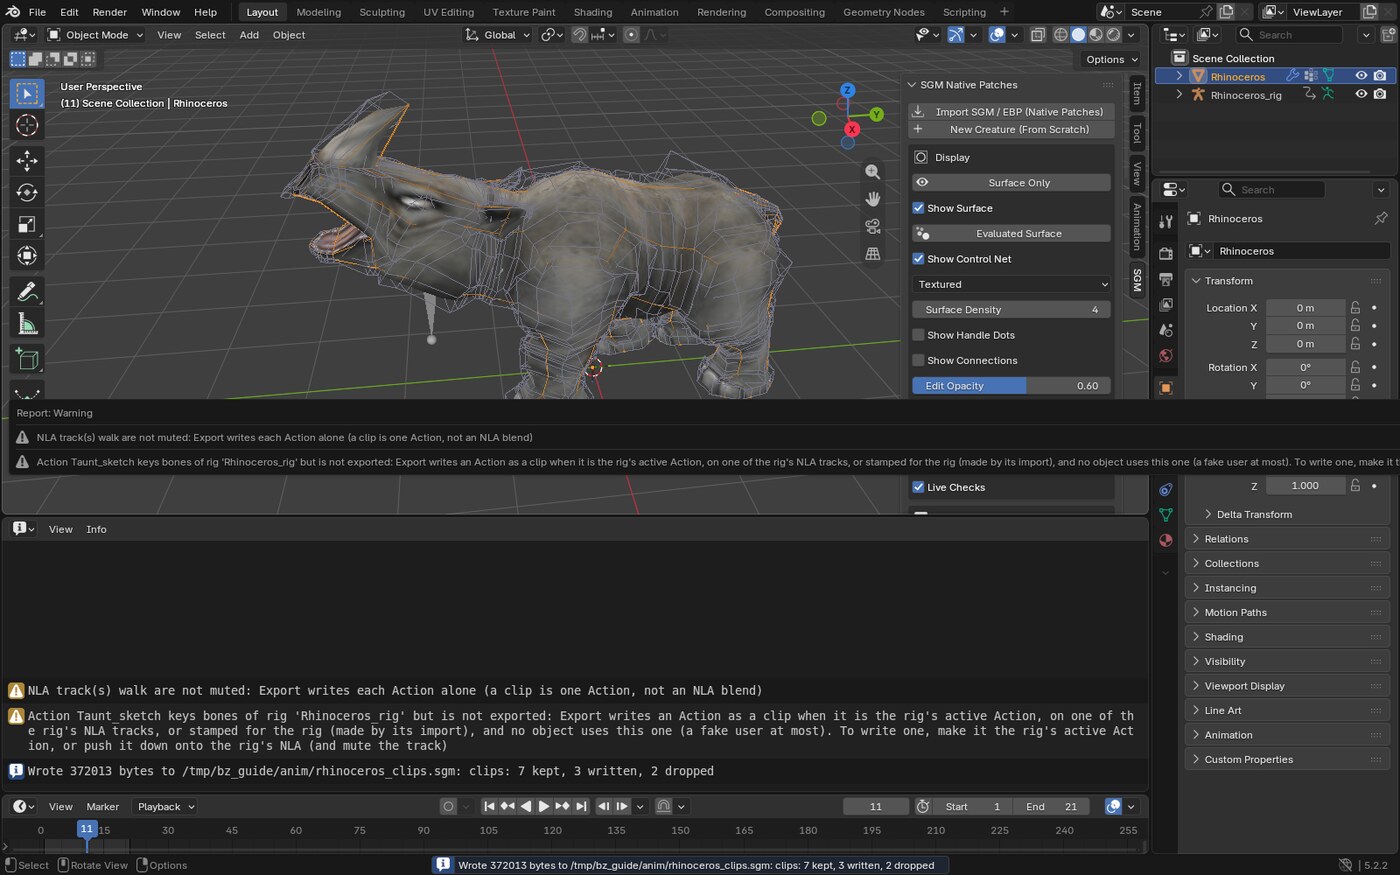 File Edit Render Window Help Layout Modeling Sculpting UV Editing Texture Paint Shading Animation Rendering Compositing Geometry Nodes Scripting Scene ViewLayer
Object Mode View Select Add Object Global Search
Options
User Perspective
(11) Scene Collection | Rhinoceros
Z
Y
X
SGM Native Patches
Import SGM / EBP (Native Patches)
New Creature (From Scratch)
Display
Surface Only
Show Surface
Evaluated Surface
Show Control Net
Textured
Surface Density 4
Show Handle Dots
Show Connections
Edit Opacity 0.60
Live Checks
Item
Tool
View
Animation
SGM
Scene Collection
Rhinoceros
Rhinoceros_rig
Search
Rhinoceros
Rhinoceros
Transform
Location X 0 m
Y 0 m
Z 0 m
Rotation X 0°
Y 0°
Z 1.000
Delta Transform
Relations
Collections
Instancing
Motion Paths
Shading
Visibility
Viewport Display
Line Art
Animation
Custom Properties
Report: Warning
NLA track(s) walk are not muted: Export writes each Action alone (a clip is one Action, not an NLA blend)
Action Taunt_sketch keys bones of rig 'Rhinoceros_rig' but is not exported: Export writes an Action as a clip when it is the rig's active Action, on one of the rig's NLA tracks, or stamped for the rig (made by its import), and no object uses this one (a fake user at most). To write one, make it t
View Info
NLA track(s) walk are not muted: Export writes each Action alone (a clip is one Action, not an NLA blend)
Action Taunt_sketch keys bones of rig 'Rhinoceros_rig' but is not exported: Export writes an Action as a clip when it is the rig's active Action, on one of th
e rig's NLA tracks, or stamped for the rig (made by its import), and no object uses this one (a fake user at most). To write one, make it the rig's active Act
ion, or push it down onto the rig's NLA (and mute the track)
Wrote 372013 bytes to /tmp/bz_guide/anim/rhinoceros_clips.sgm: clips: 7 kept, 3 written, 2 dropped
View Marker Playback 11 Start 1 End 21
0 11 15 30 45 60 75 90 105 120 135 150 165 180 195 210 225 240 255
Select Rotate View Options Wrote 372013 bytes to /tmp/bz_guide/anim/rhinoceros_clips.sgm: clips: 7 kept, 3 written, 2 dropped 5.2.2